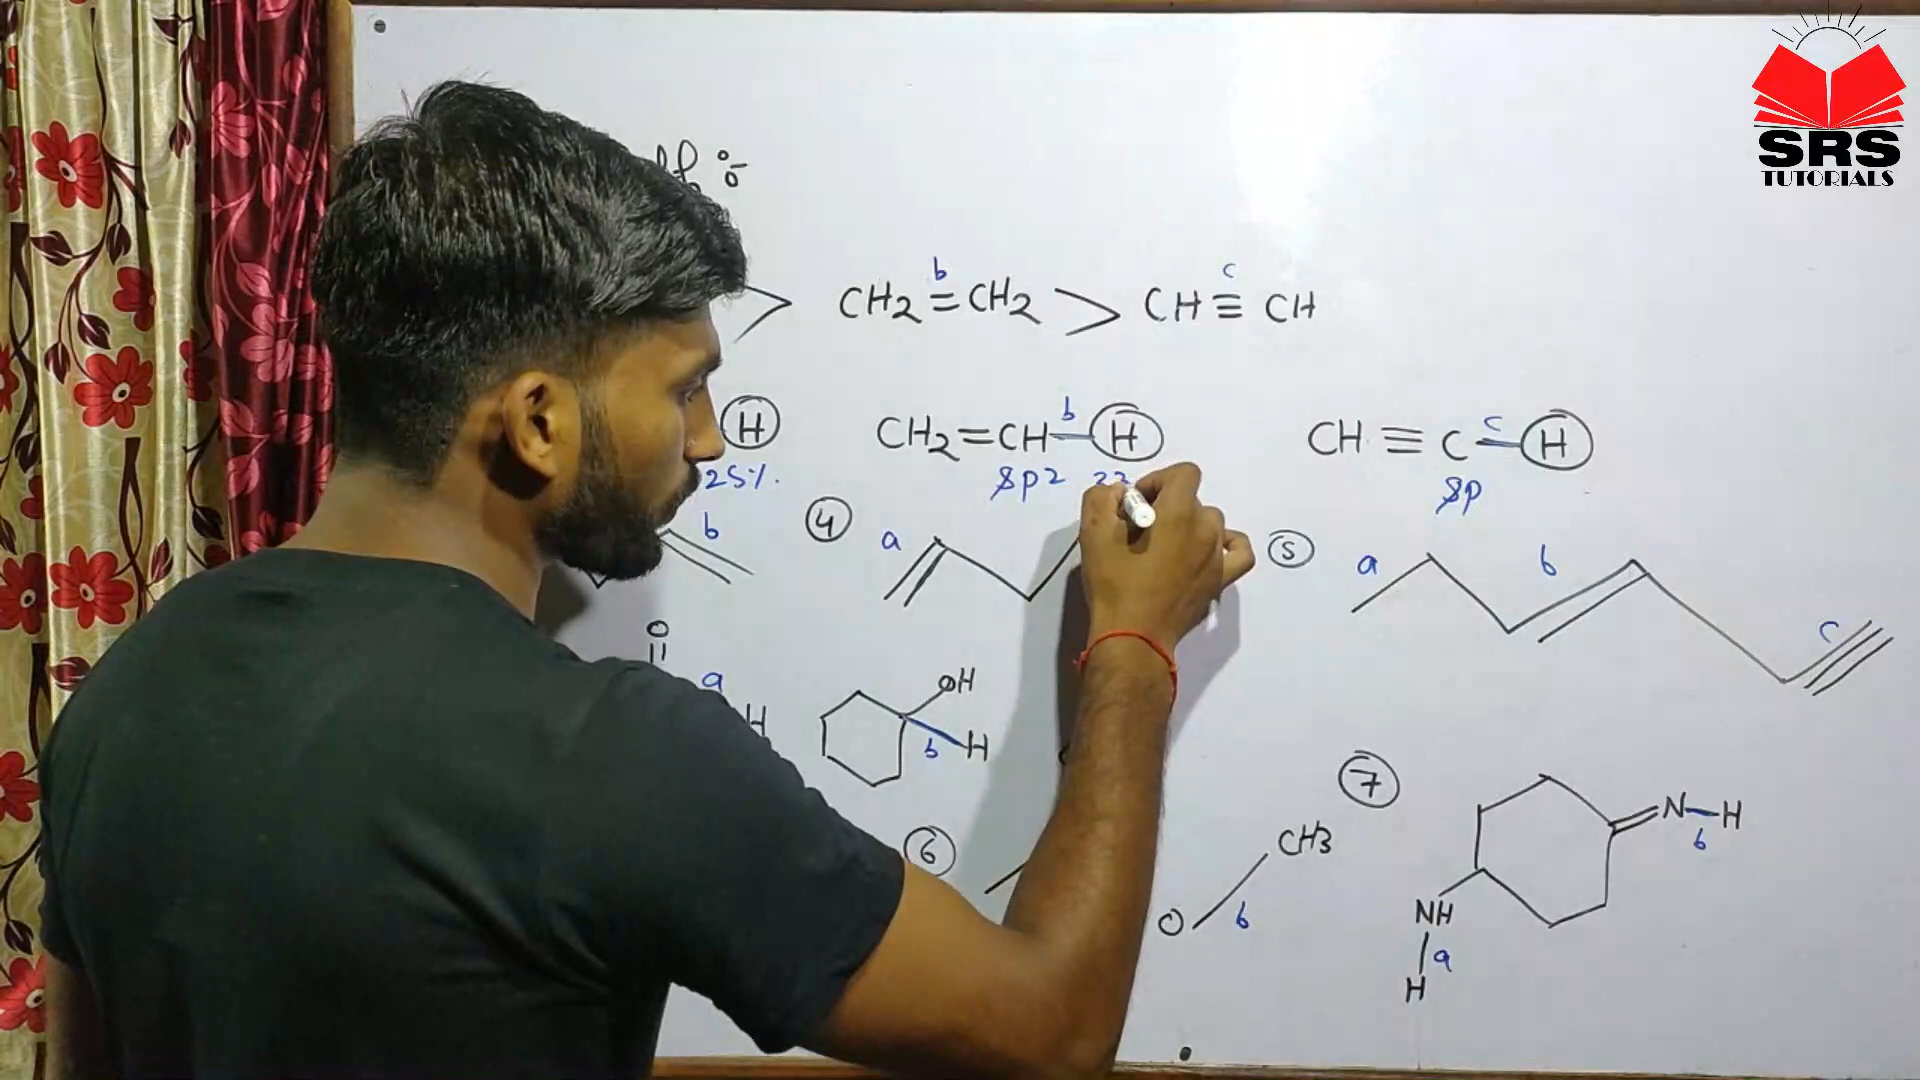 SRS
TUTORIALS
b c
> CH2=CH2 > CH≡CH
H CH2=CH-H CH≡C-H
b c
25%. sp2 33 sp
b 4 a 5 a b c
O
||
a OH
H b H
7
6 CH3 N-H
b
O b NH
| a
H